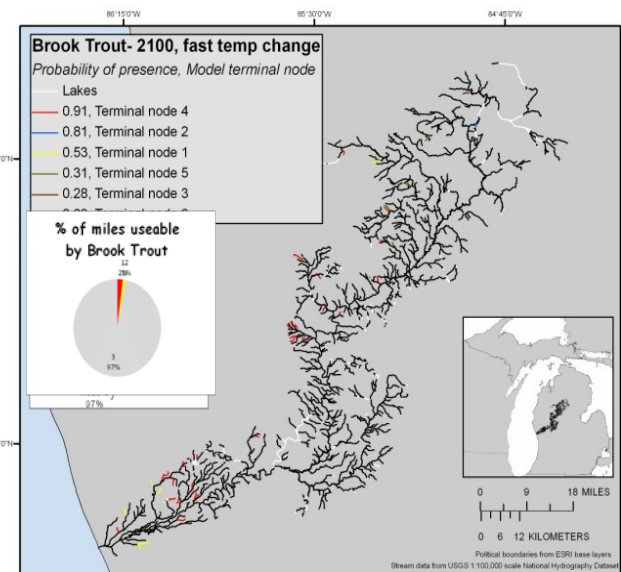 86°15'0"W 85°30'0"W 84°45'0"W
Brook Trout- 2100, fast temp change
Probability of presence, Model terminal node
Lakes
0.91, Terminal node 4
0.81, Terminal node 2
0.53, Terminal node 1
0.31, Terminal node 5
0.28, Terminal node 3
0'0"N
% of miles useable
by Brook Trout
12
3
97%
97%
0'0"N
0 9 18 MILES
0 6 12 KILOMETERS
Political boundaries from ESRI base layers
Stream data from USGS 1:100,000 scale National Hydrography Dataset